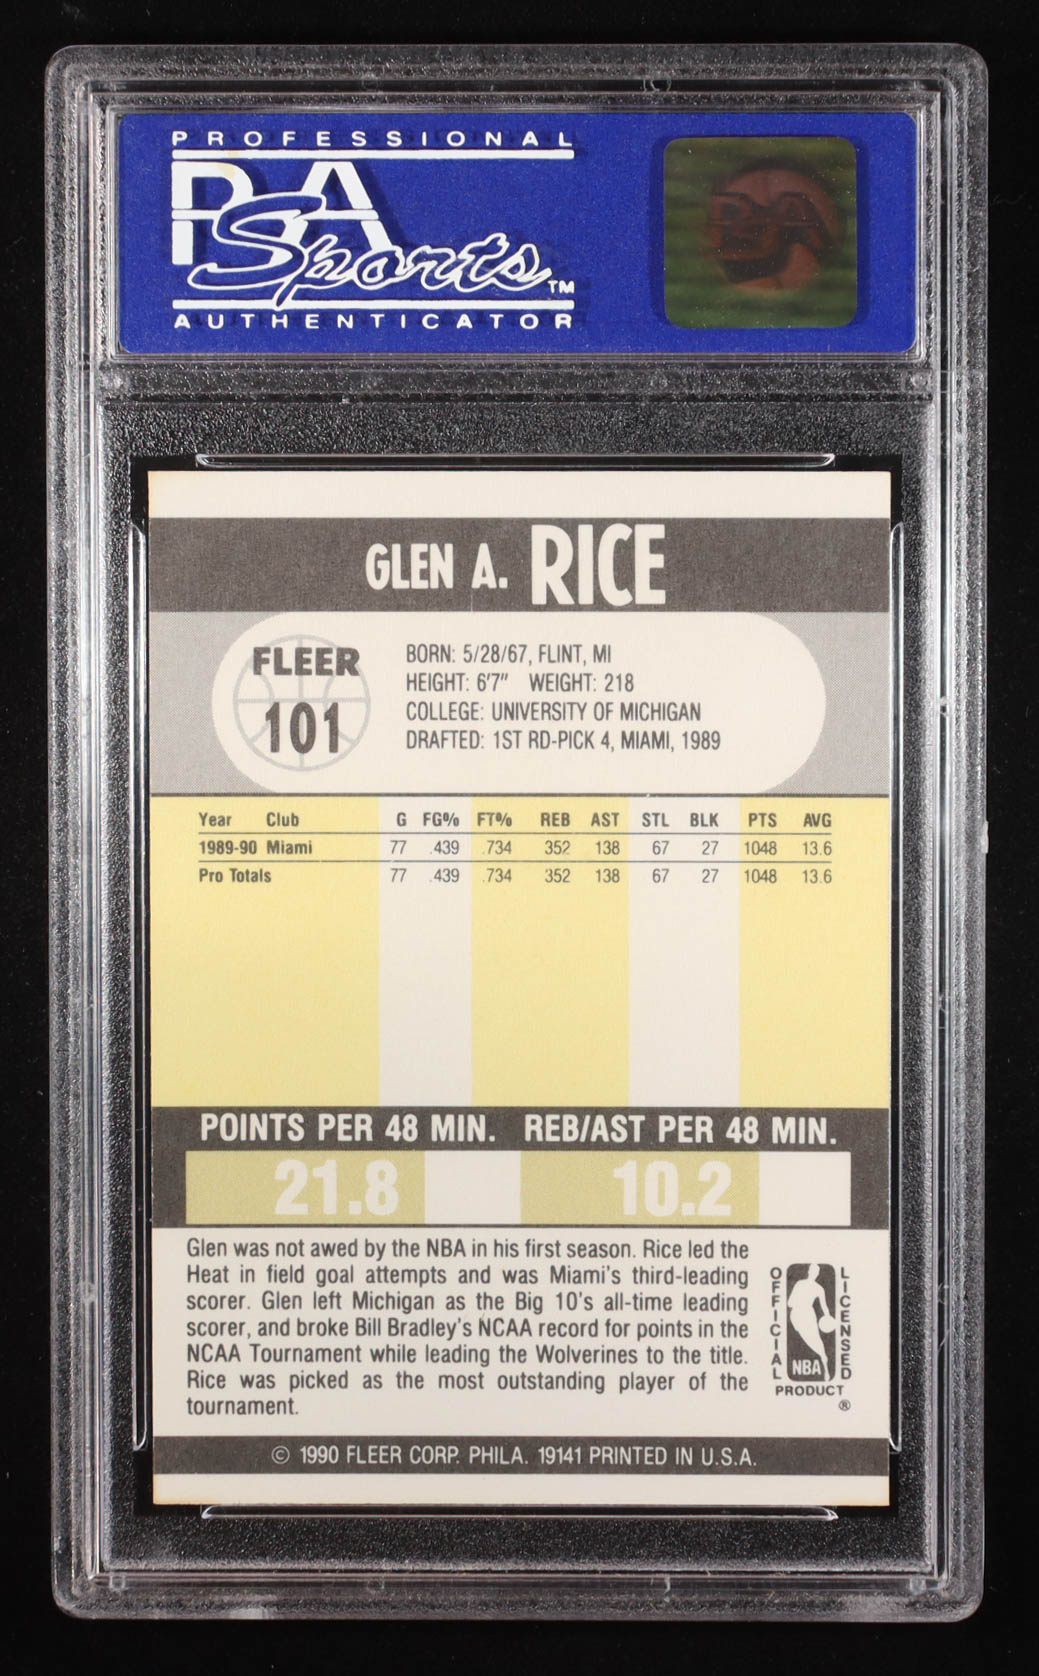 PROFESSIONAL
PSA
Sports™
AUTHENTICATOR
PSA
GLEN A. RICE
FLEER
101
BORN: 5/28/67, FLINT, MI
HEIGHT: 6'7" WEIGHT: 218
COLLEGE: UNIVERSITY OF MICHIGAN
DRAFTED: 1ST RD-PICK 4, MIAMI, 1989
Year Club G FG% FT% REB AST STL BLK PTS AVG
1989-90 Miami 77 .439 .734 352 138 67 27 1048 13.6
Pro Totals 77 .439 .734 352 138 67 27 1048 13.6
POINTS PER 48 MIN. REB/AST PER 48 MIN.
21.8 10.2
Glen was not awed by the NBA in his first season. Rice led the
Heat in field goal attempts and was Miami's third-leading
scorer. Glen left Michigan as the Big 10's all-time leading
scorer, and broke Bill Bradley's NCAA record for points in the
NCAA Tournament while leading the Wolverines to the title.
Rice was picked as the most outstanding player of the
tournament.
OFFICIAL
NBA
LICENSED
PRODUCT
®
© 1990 FLEER CORP. PHILA. 19141 PRINTED IN U.S.A.